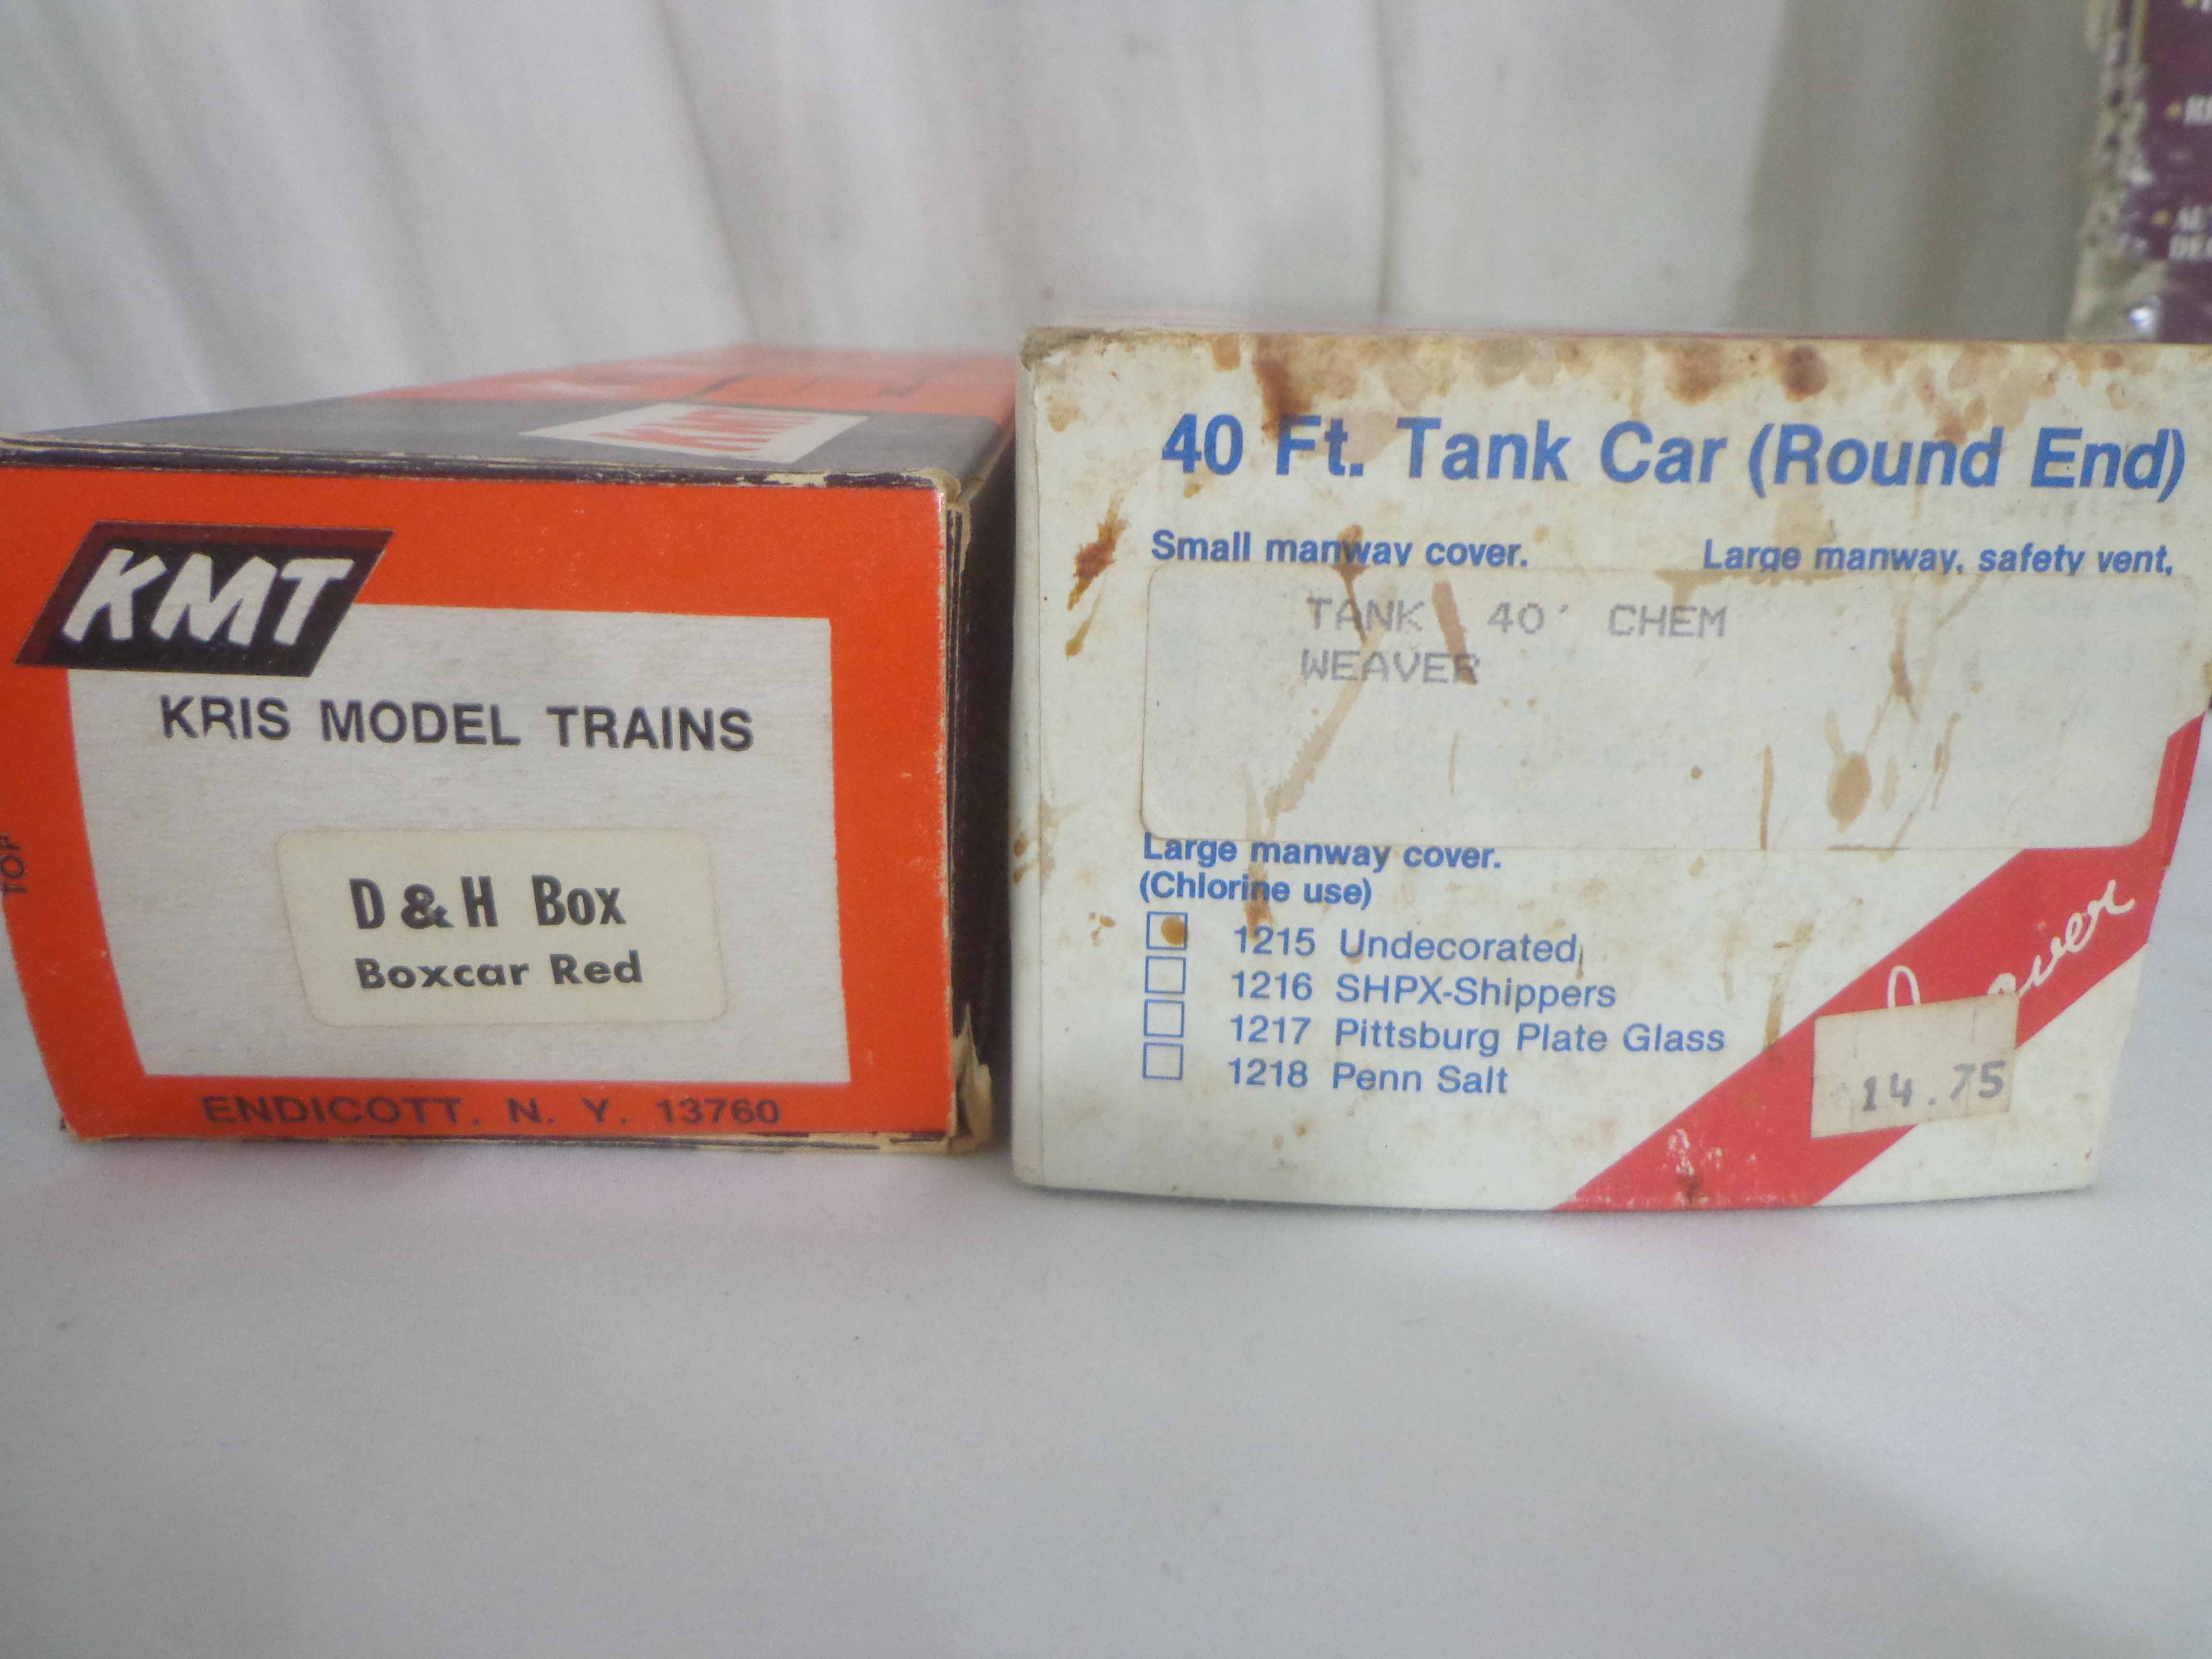 KMT
KRIS MODEL TRAINS
D & H Box
Boxcar Red
ENDICOTT, N. Y. 13760
TOP
40 Ft. Tank Car (Round End)
Small manway cover. Large manway, safety vent,
TANK 40' CHEM
WEAVER
Large manway cover.
(Chlorine use)
1215 Undecorated
1216 SHPX-Shippers
1217 Pittsburg Plate Glass
1218 Penn Salt
14.75